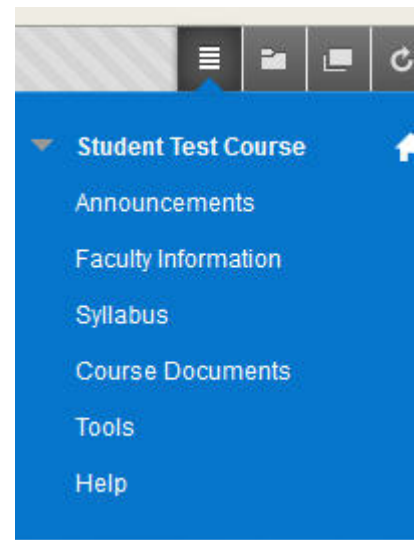 Student Test Course
Announcements
Faculty Information
Syllabus
Course Documents
Tools
Help